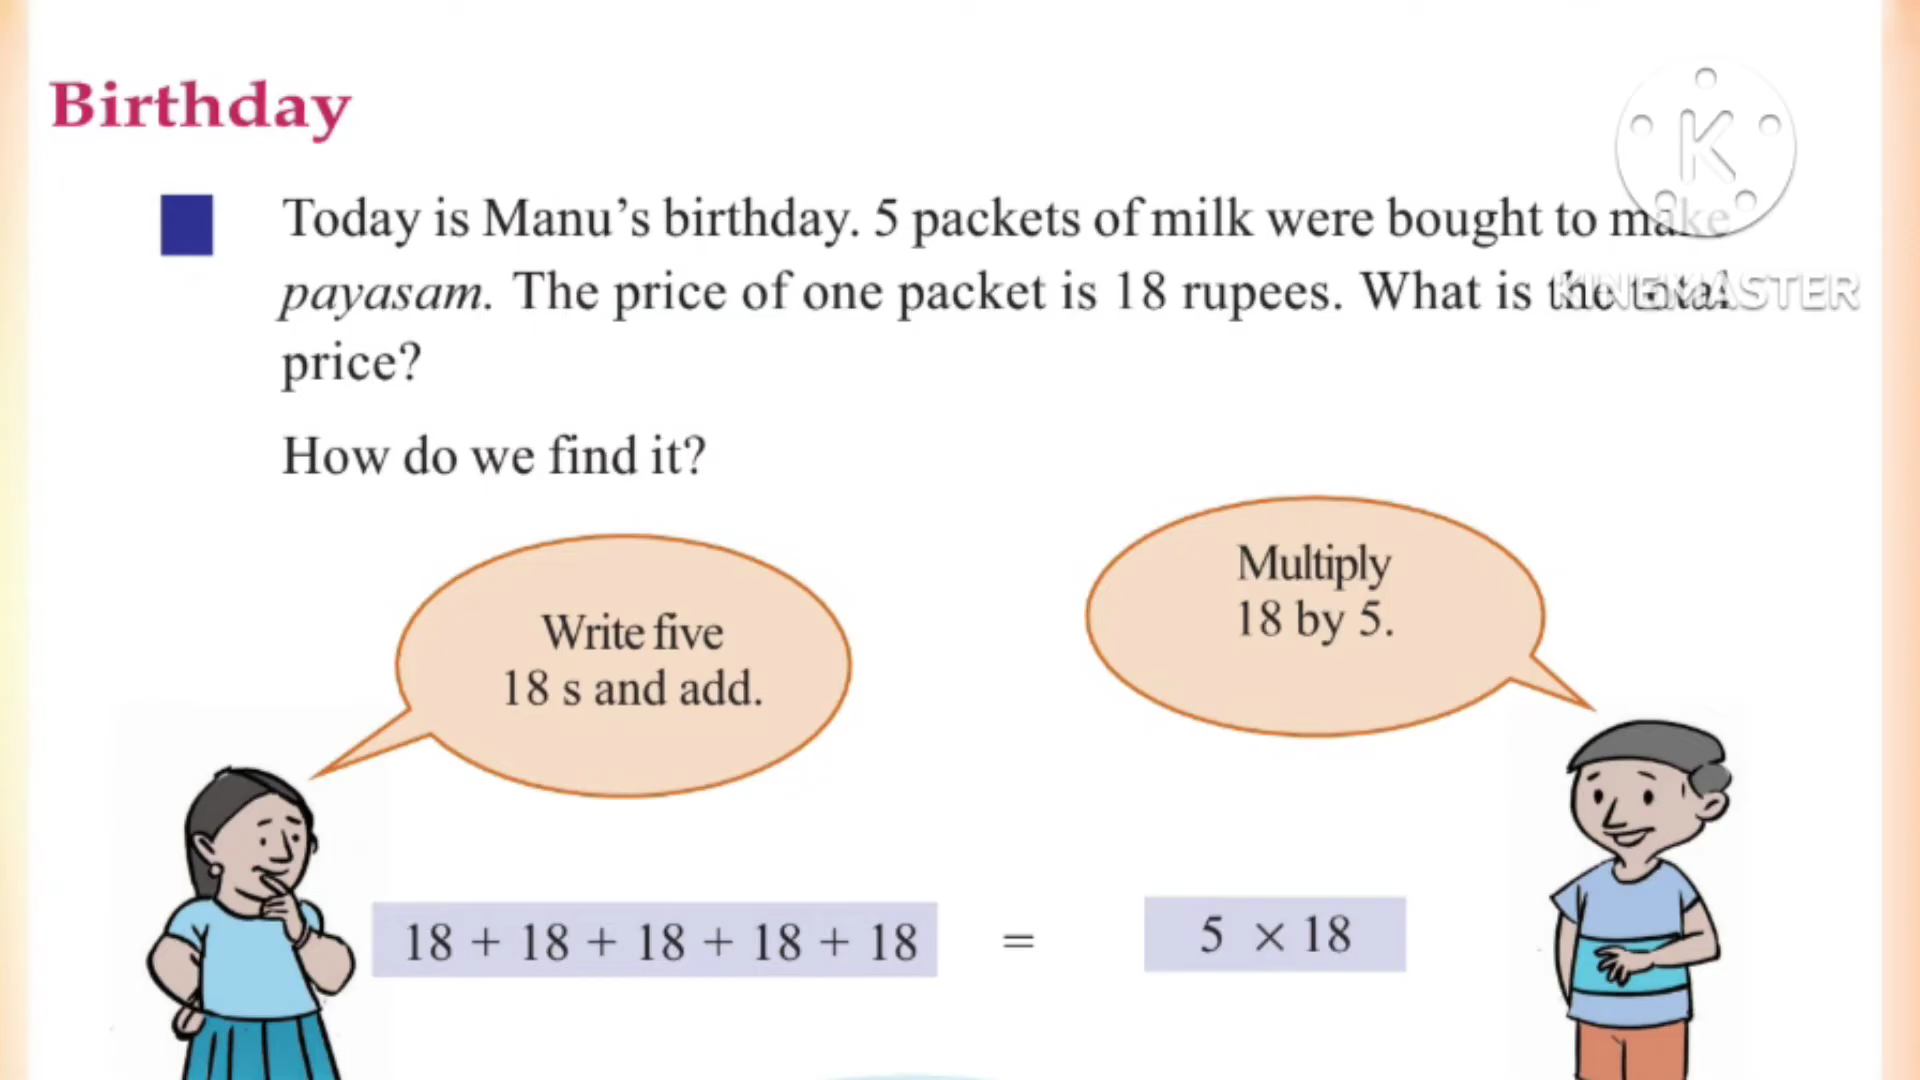 Birthday
Today is Manu's birthday. 5 packets of milk were bought to make
payasam. The price of one packet is 18 rupees. What is the total
price?
How do we find it?
Write five
18 s and add.
Multiply
18 by 5.
18 + 18 + 18 + 18 + 18 = 5 × 18
K
KINEMASTER